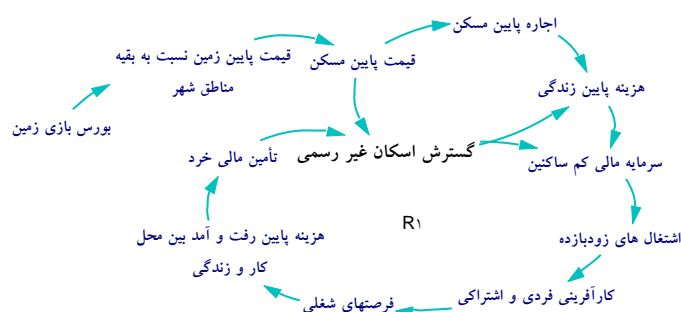 اجاره پایین مسکن
قیمت پایین مسکن
قیمت پایین زمین نسبت به بقیه
مناطق شهر
هزینه پایین زندگی
بورس بازی زمین
گسترش اسکان غیر رسمی
تأمین مالی خرد
سرمایه مالی کم ساکنین
R۱
هزینه پایین رفت و آمد بین محل
کار و زندگی
اشتغال های زودبازده
کارآفرینی فردی و اشتراکی
فرصتهای شغلی